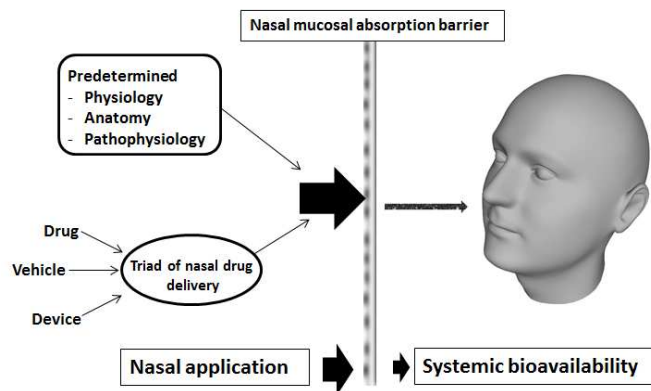 Nasal mucosal absorption barrier
Predetermined
- Physiology
- Anatomy
- Pathophysiology
Drug
Vehicle
Device
Triad of nasal drug
delivery
Nasal application
Systemic bioavailability